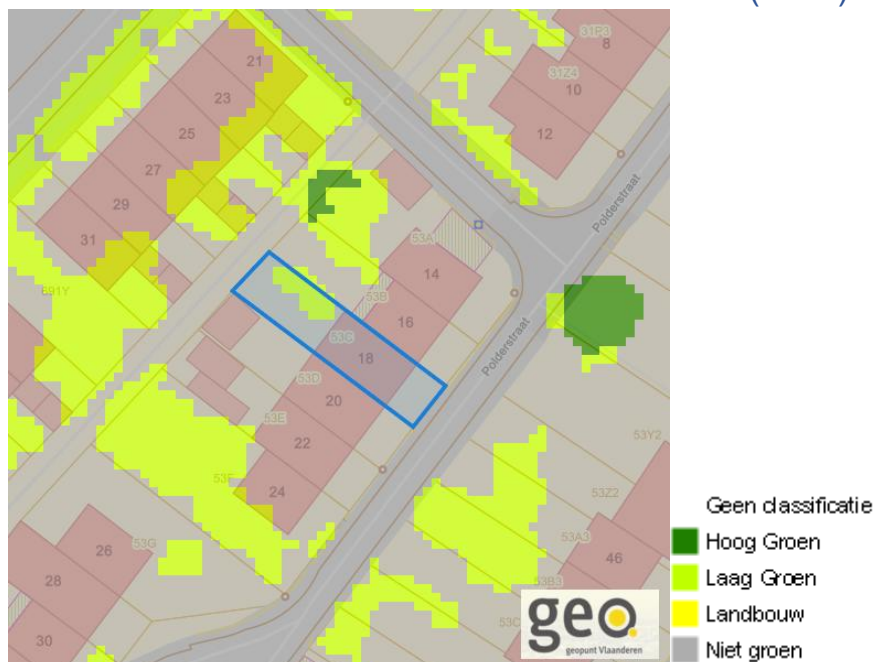 21
31P3
8
23
31Z4
10
25
12
27
29
Polderstraat
31
53A
14
691Y
53B
16
53C
18
Polderstraat
53D
20
53E
22
53Y2
53F
24
53Z2
Geen classificatie
26
53G
53A3
Hoog Groen
46
28
53B3
Laag Groen
geo.
Landbouw
30
geopunt Vlaanderen
Niet groen